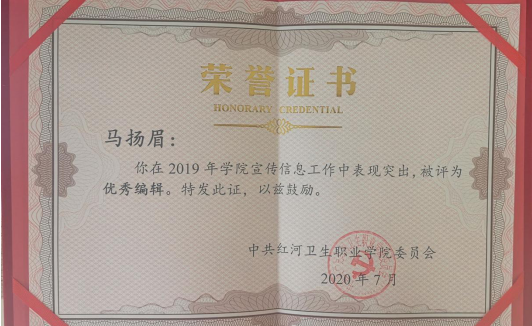 荣誉证书
HONORARY CREDENTIAL
马扬眉：
你在2019年学院宣传信息工作中表现突出，被评为
优秀编辑。特发此证，以兹鼓励。
中共红河卫生职业学院委员会
2020年7月